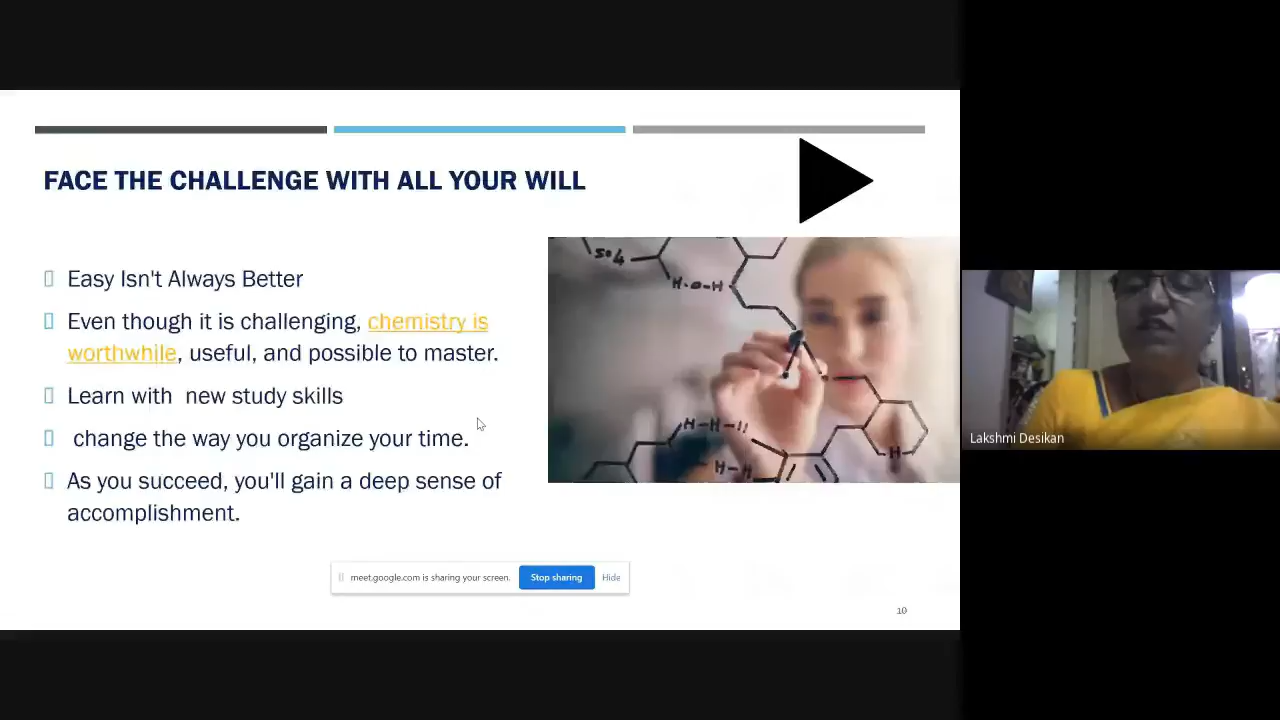 FACE THE CHALLENGE WITH ALL YOUR WILL
Easy Isn't Always Better
Even though it is challenging, chemistry is
worthwhile, useful, and possible to master.
Learn with  new study skills
change the way you organize your time.
As you succeed, you'll gain a deep sense of
accomplishment.
so4
H-O-H
H-H-
H-H
H
meet.google.com is sharing your screen. Stop sharing Hide
10
Lakshmi Desikan